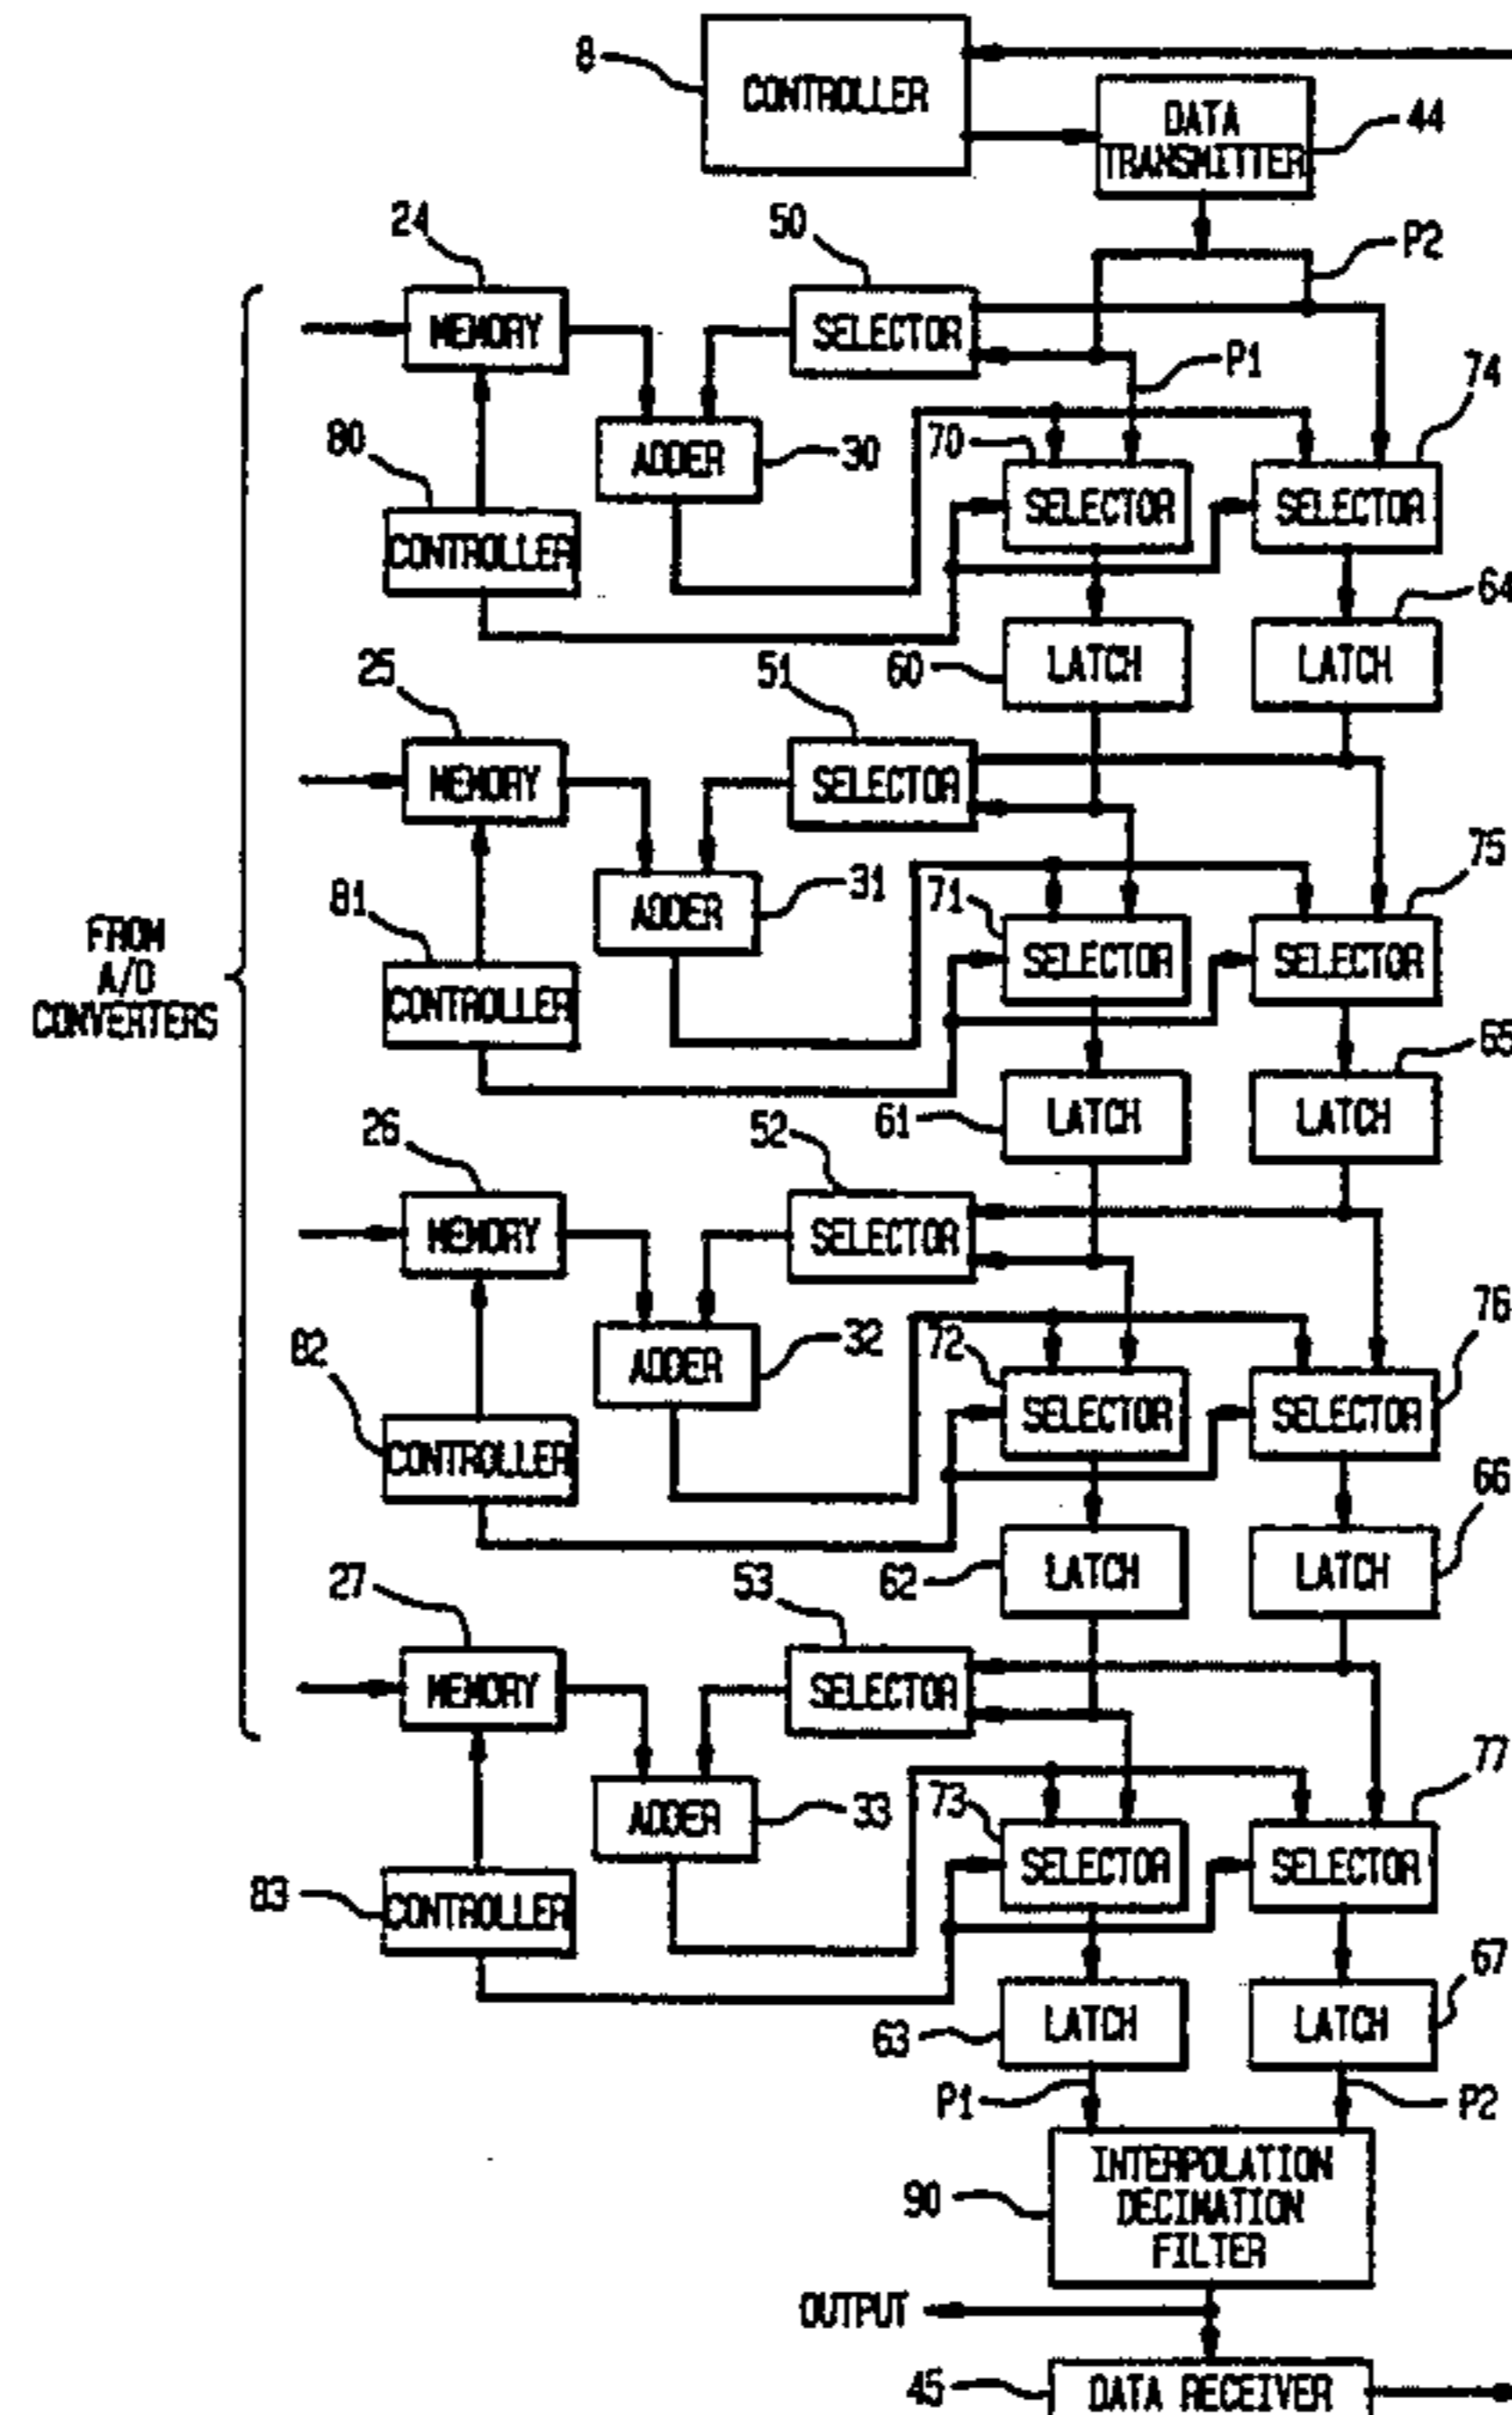 8
CONTROLLER
DATA
TRANSMITTER
44
24
50
P2
MEMORY
SELECTOR
P1
74
80
ADDER
30
70
SELECTOR
SELECTOR
CONTROLLER
64
25
51
60
LATCH
LATCH
MEMORY
SELECTOR
75
81
ADDER
31
71
SELECTOR
SELECTOR
FROM
A/D
CONVERTERS
CONTROLLER
65
26
52
61
LATCH
LATCH
MEMORY
SELECTOR
76
82
ADDER
32
72
SELECTOR
SELECTOR
CONTROLLER
66
27
53
62
LATCH
LATCH
MEMORY
SELECTOR
77
83
ADDER
33
73
SELECTOR
SELECTOR
CONTROLLER
67
63
LATCH
LATCH
P1
P2
90
INTERPOLATION
DECIMATION
FILTER
OUTPUT
45
DATA RECEIVER